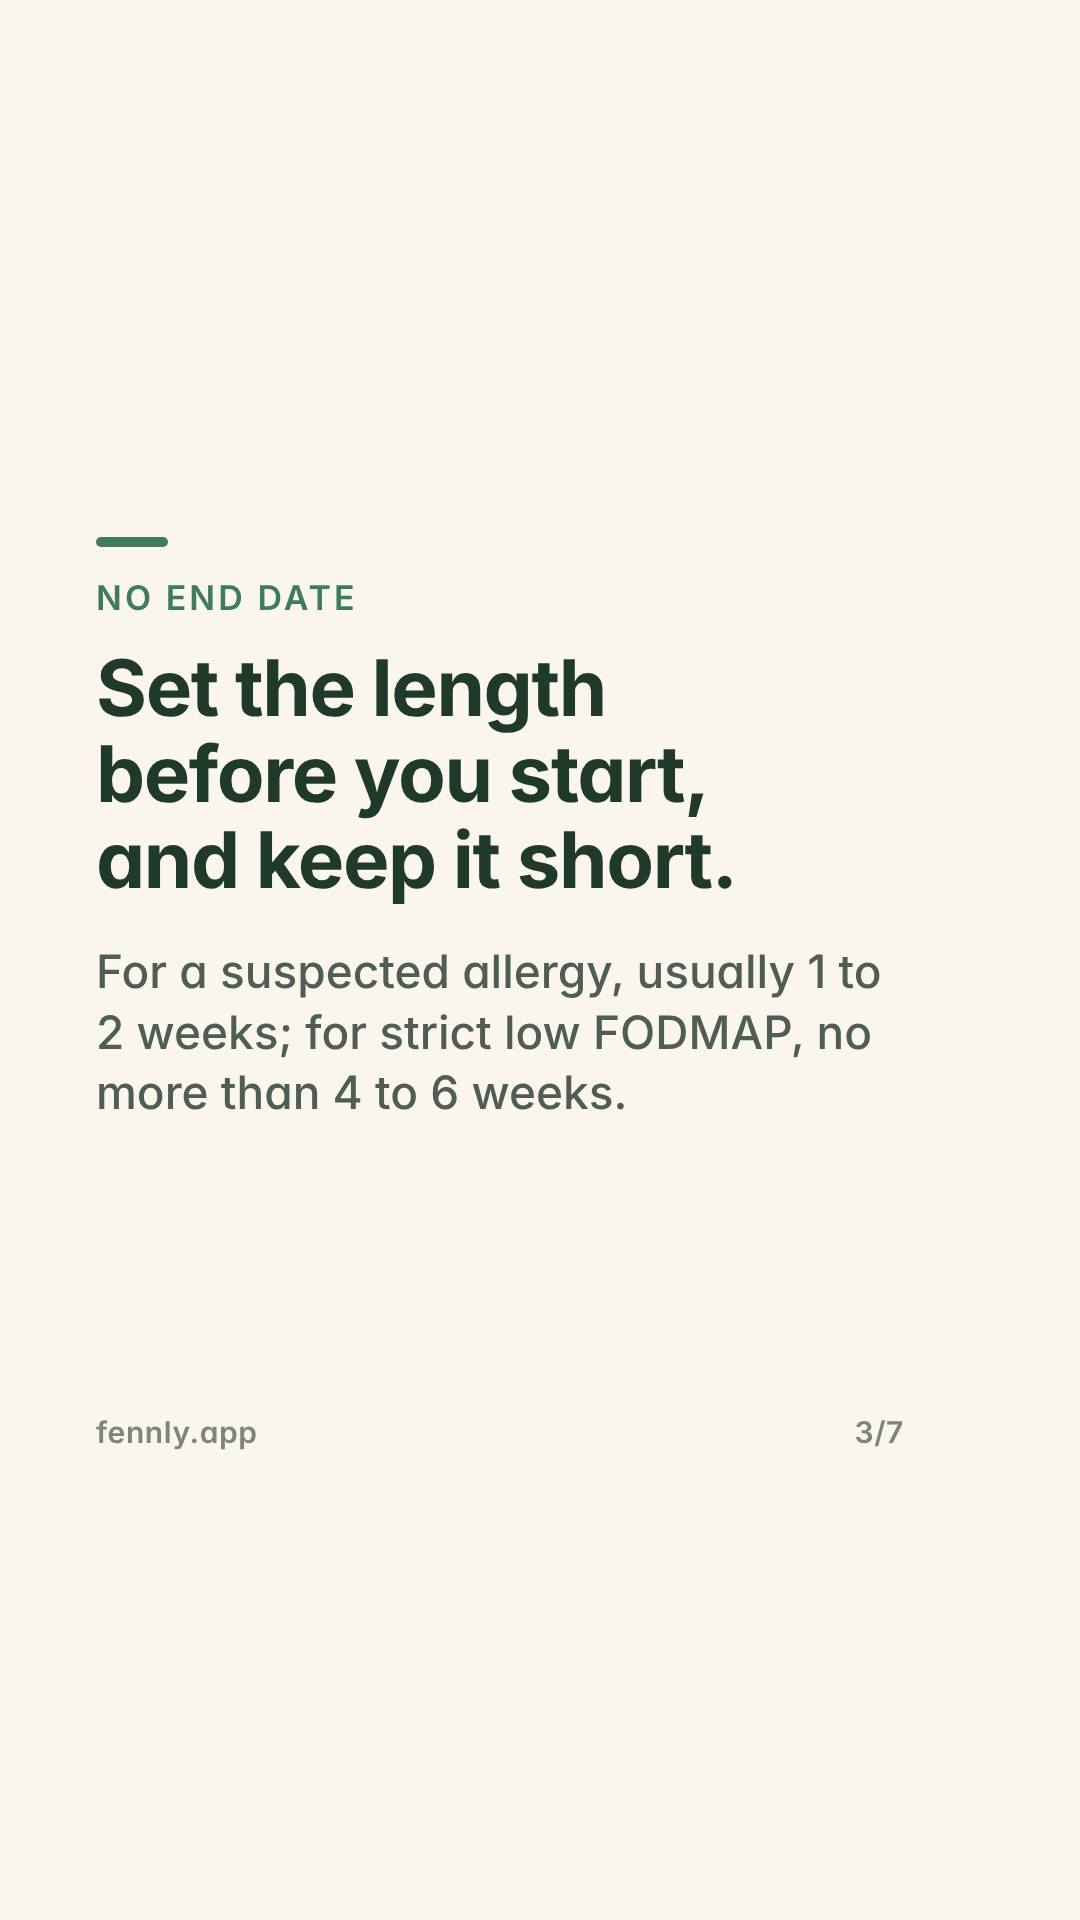 NO END DATE
Set the length
before you start,
and keep it short.
For a suspected allergy, usually 1 to
2 weeks; for strict low FODMAP, no
more than 4 to 6 weeks.
fennly.app
3/7